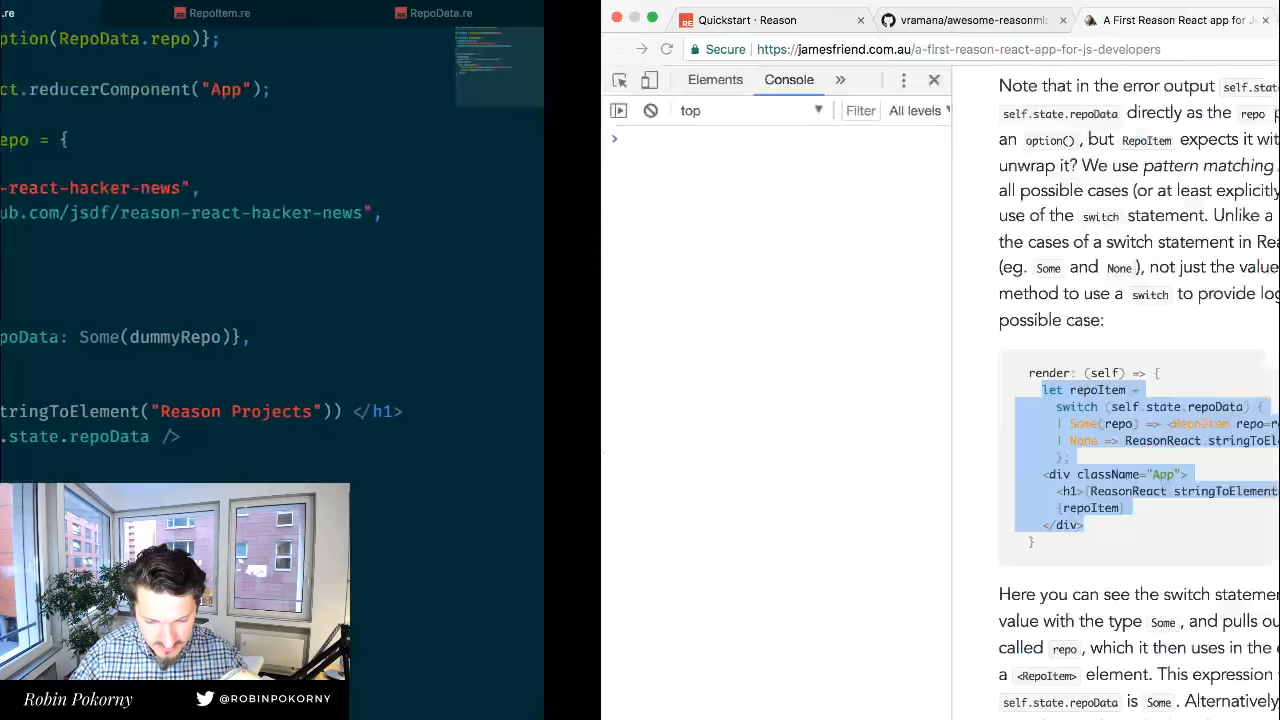 .re
RepoItem.re
RepoData.re
ption(RepoData.repo)};
ct.reducerComponent("App");
epo = {
-react-hacker-news",
ub.com/jsdf/reason-react-hacker-news",
poData: Some(dummyRepo)},
tringToElement("Reason Projects")) </h1>
.state.repoData />
Robin Pokorny
@ROBINPOKORNY
Quickstart · reason
me-reason-react-app for js
Secure
https://jamesfriend.com.au/a-first-reason-react-app-for-js-develop
Elements
Console
top
Filter
All levels
Note that in the error output self.stat
self.state.repoData directly as the repo p
an option(), but RepoItem expects it with
unwrap it? We use pattern matching
all possible cases (or at least explicitly
use of the switch statement. Unlike a
the cases of a switch statement in Rea
(eg. Some and None), not just the value
method to use a switch to provide log
possible case:
render: (self) => {
let repoItem =
switch (self.state.repoData) {
| Some(repo) => <RepoItem repo=re
| None => ReasonReact.stringToEl
};
<div className="App">
<h1>{ReasonReact.stringToElement
{repoItem}
</div>
}
Here you can see the switch statemen
value with the type Some, and pulls ou
called repo, which it then uses in the e
a <RepoItem> element. This expression
self.state.repoData is Some. Alternatively